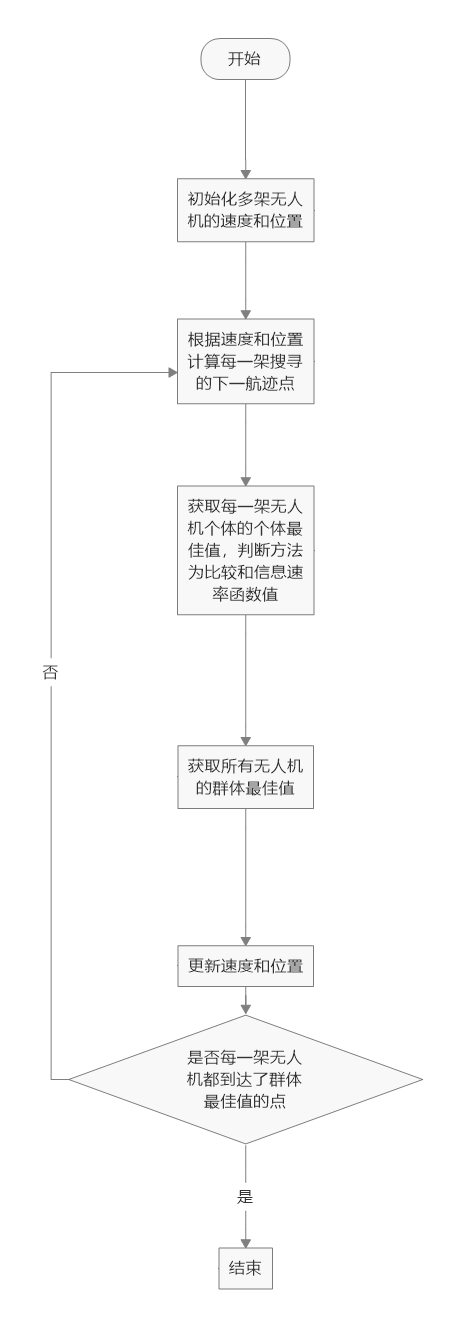 开始
初始化多架无人
机的速度和位置
根据速度和位置
计算每一架搜寻
的下一航迹点
获取每一架无人
机个体的个体最
佳值，判断方法
为比较和信息速
率函数值
否
获取所有无人机
的群体最佳值
更新速度和位置
是否每一架无人
机都到达了群体
最佳值的点
是
结束